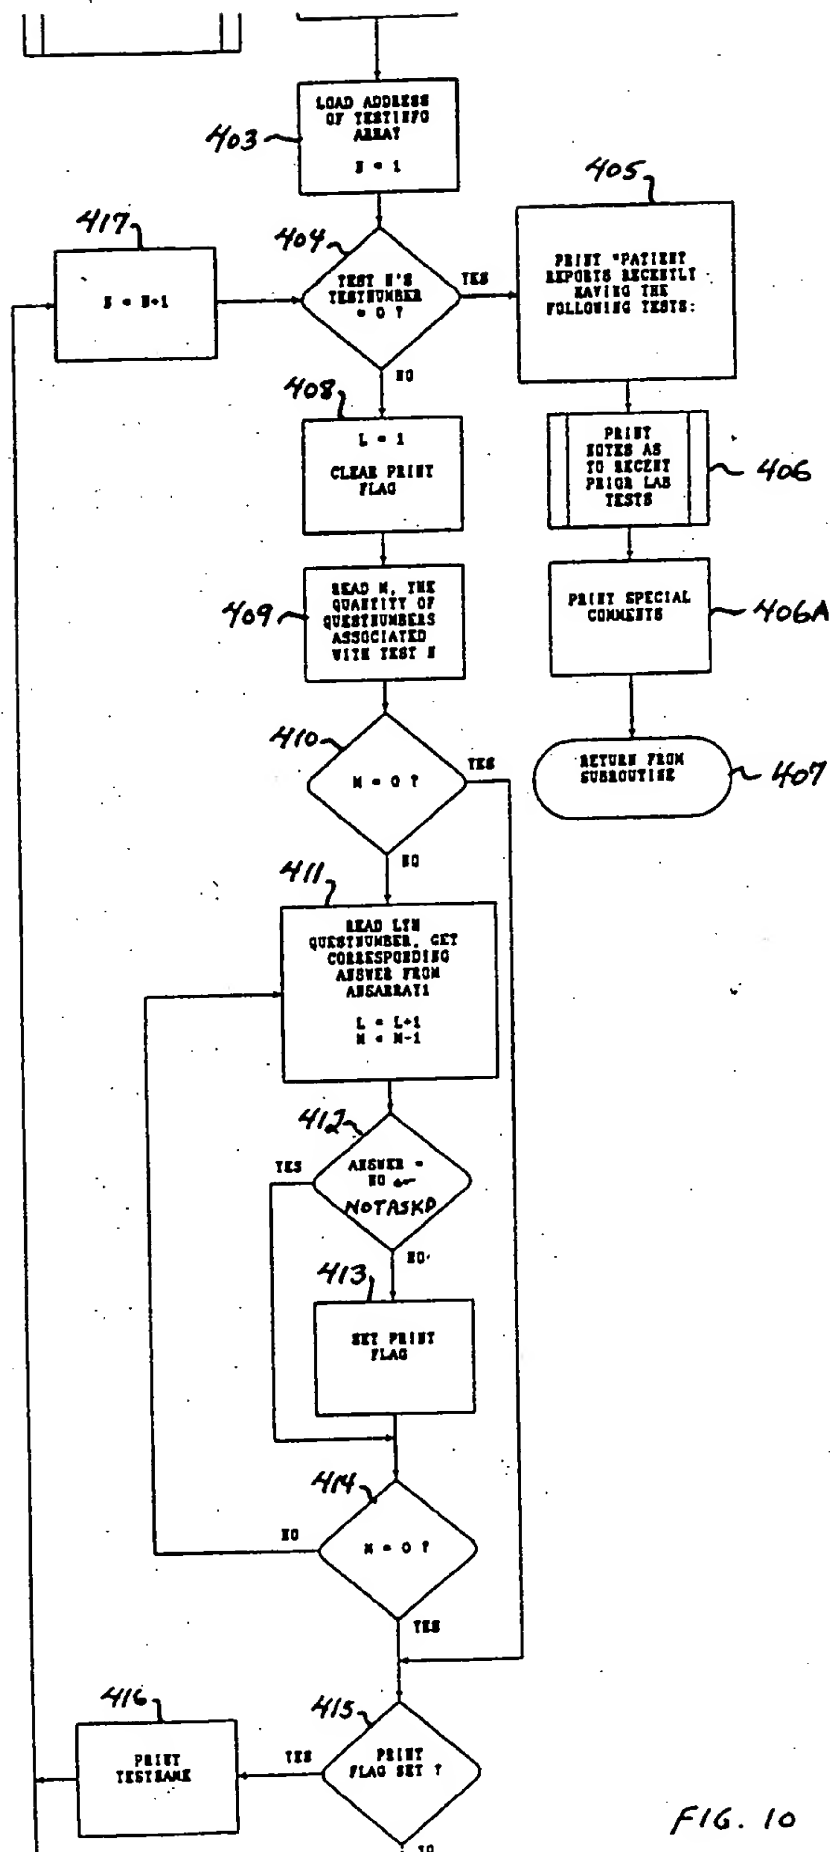 LOAD ADDRESS
OF TESTINFO
ARRAY
N = 1
403
405
417
404
N = N+1
TEST N'S
TESTNUMBER
= 0 ?
YES
PRINT "PATIENT
REPORTS RECENTLY
HAVING THE
FOLLOWING TESTS:
NO
408
L = 1
CLEAR PRINT
FLAG
PRINT
NOTES AS
TO RECENT
PRIOR LAB
TESTS
406
409
READ M, THE
QUANTITY OF
QUESTNUMBERS
ASSOCIATED
WITH TEST N
PRINT SPECIAL
COMMENTS
406A
410
M = 0 ?
YES
RETURN FROM
SUBROUTINE
407
NO
411
READ LTH
QUESTNUMBER, GET
CORRESPONDING
ANSWER FROM
ANSARRAY1
L = L+1
M = M-1
412
YES
ANSWER =
NO or
NOTASKD
NO
413
SET PRINT
FLAG
414
NO
M = 0 ?
YES
416
415
PRINT
TESTNAME
YES
PRINT
FLAG SET ?
NO
FIG. 10